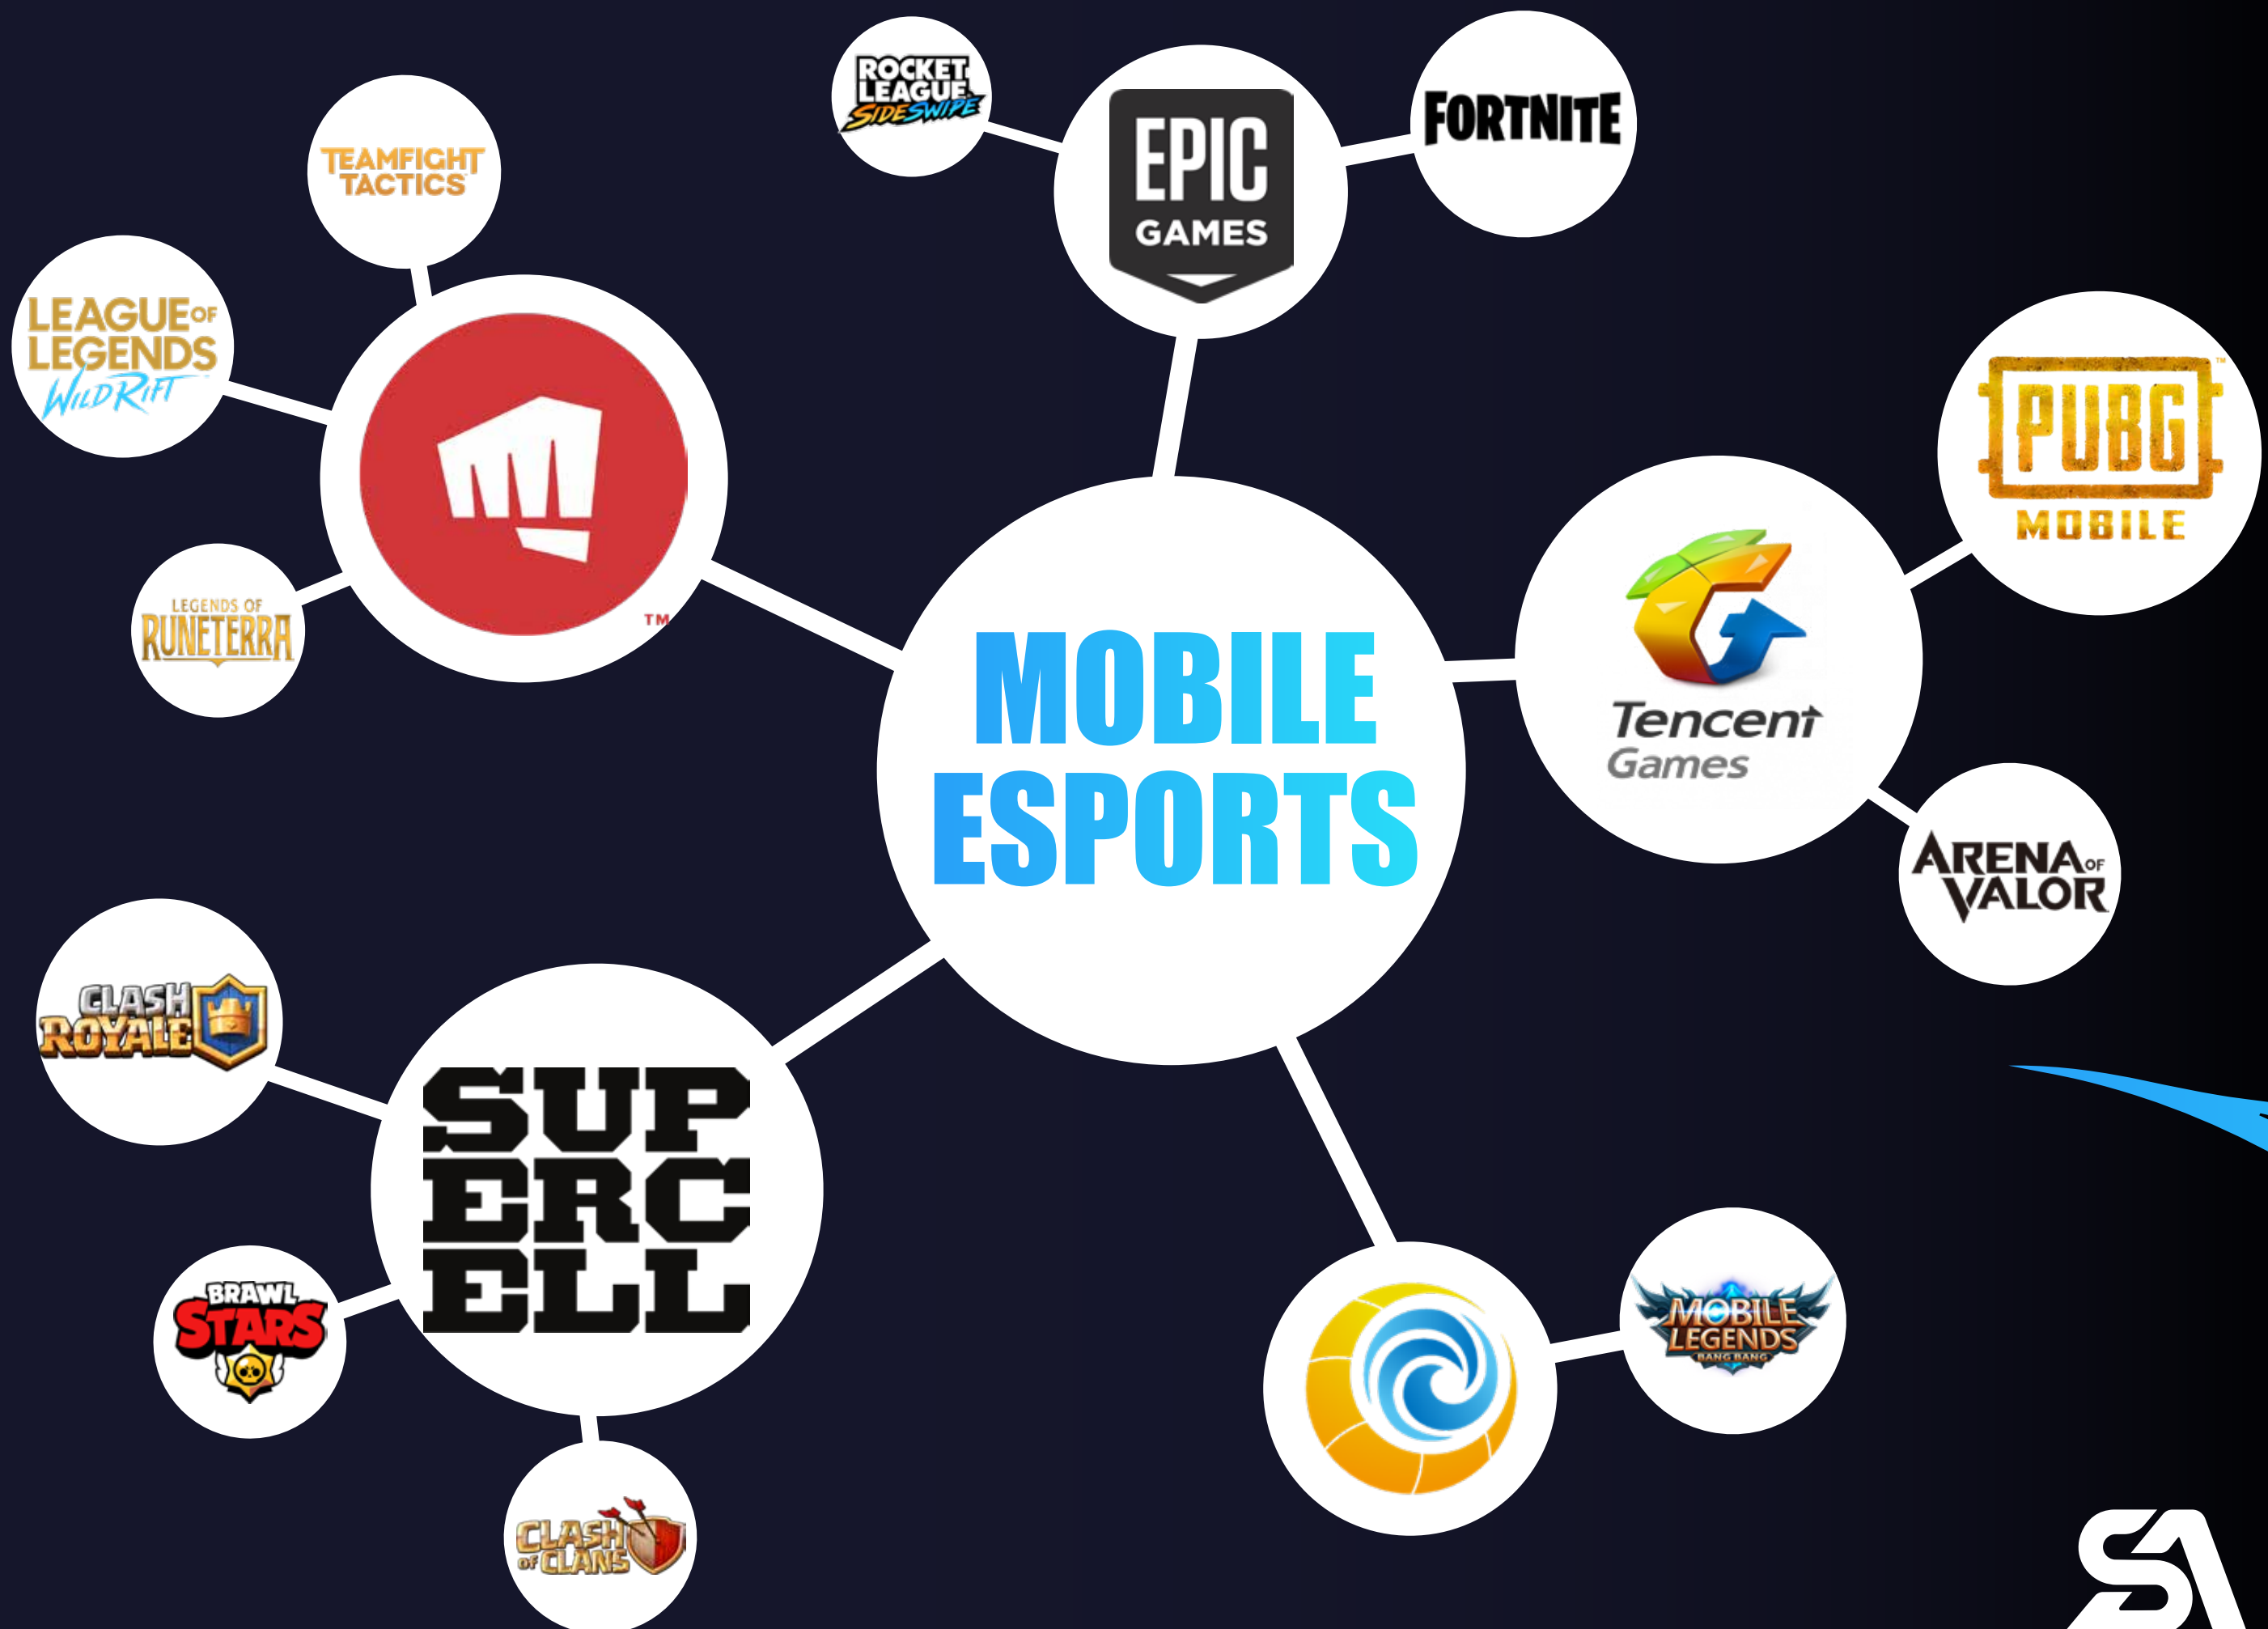 ROCKET
LEAGUE
SIDESWIPE
EPIC
GAMES
FORTNITE
TEAMFIGHT
TACTICS
LEAGUE OF
LEGENDS
WILD RIFT
LEGENDS OF
RUNETERRA
TM
PUBG
TM
MOBILE
Tencent
Games
ARENA OF
VALOR
MOBILE
ESPORTS
CLASH
ROYALE
SUP
ERC
ELL
BRAWL
STARS
CLASH
OF CLANS
MOBILE
LEGENDS
BANG BANG
SA